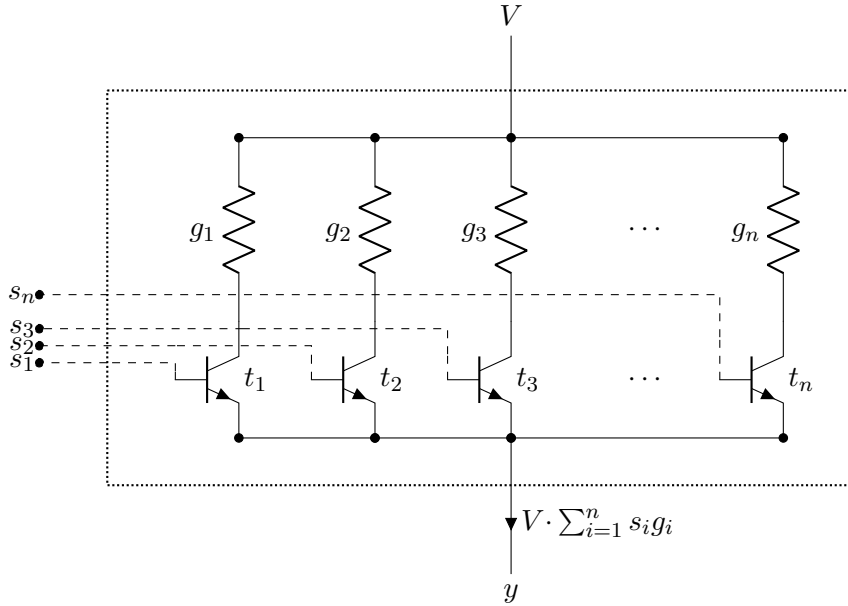 V
g₁ g₂ g₃ ⋯ gₙ
sₙ
s₃
s₂
s₁
t₁ t₂ t₃ ⋯ tₙ
V · ∑ⁿᵢ₌₁ sᵢgᵢ
y